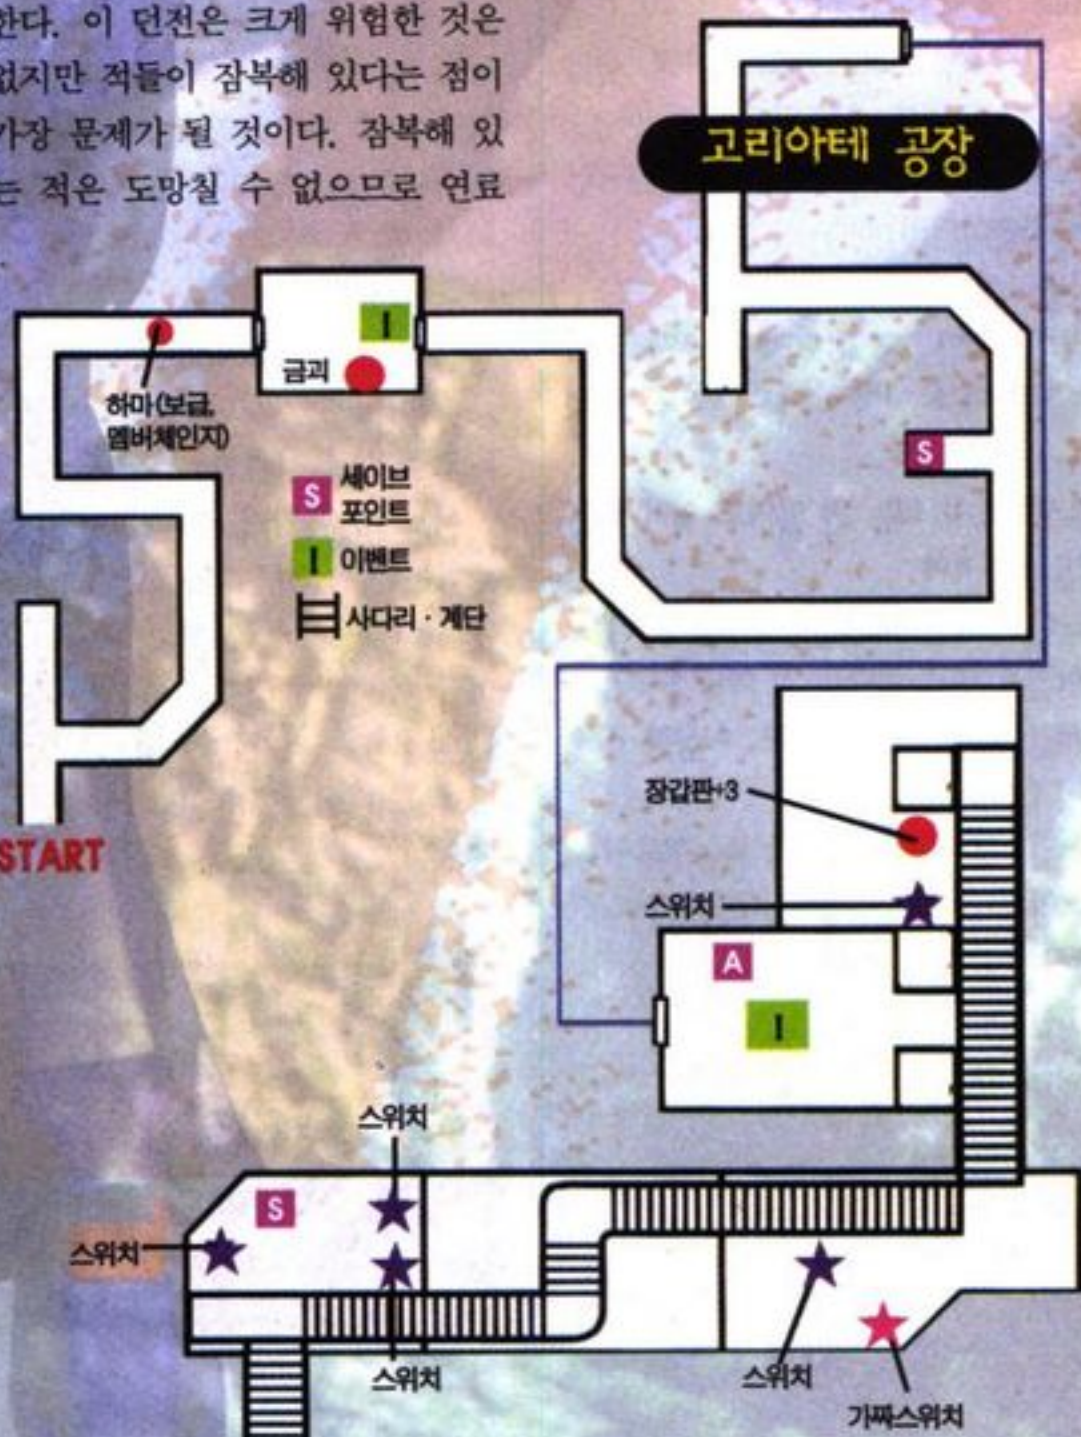 한다. 이 던전은 크게 위험한 것은
없지만 적들이 잠복해 있다는 점이
가장 문제가 될 것이다. 잠복해 있
는 적은 도망칠 수 없으므로 연료
고리아테 공장
I
금괴
하마(보급,
멤버체인지)
S
S 세이브
포인트
I 이벤트
사다리 · 계단
START
장갑판+3
스위치
A
I
스위치
S
스위치
스위치
스위치
가짜스위치